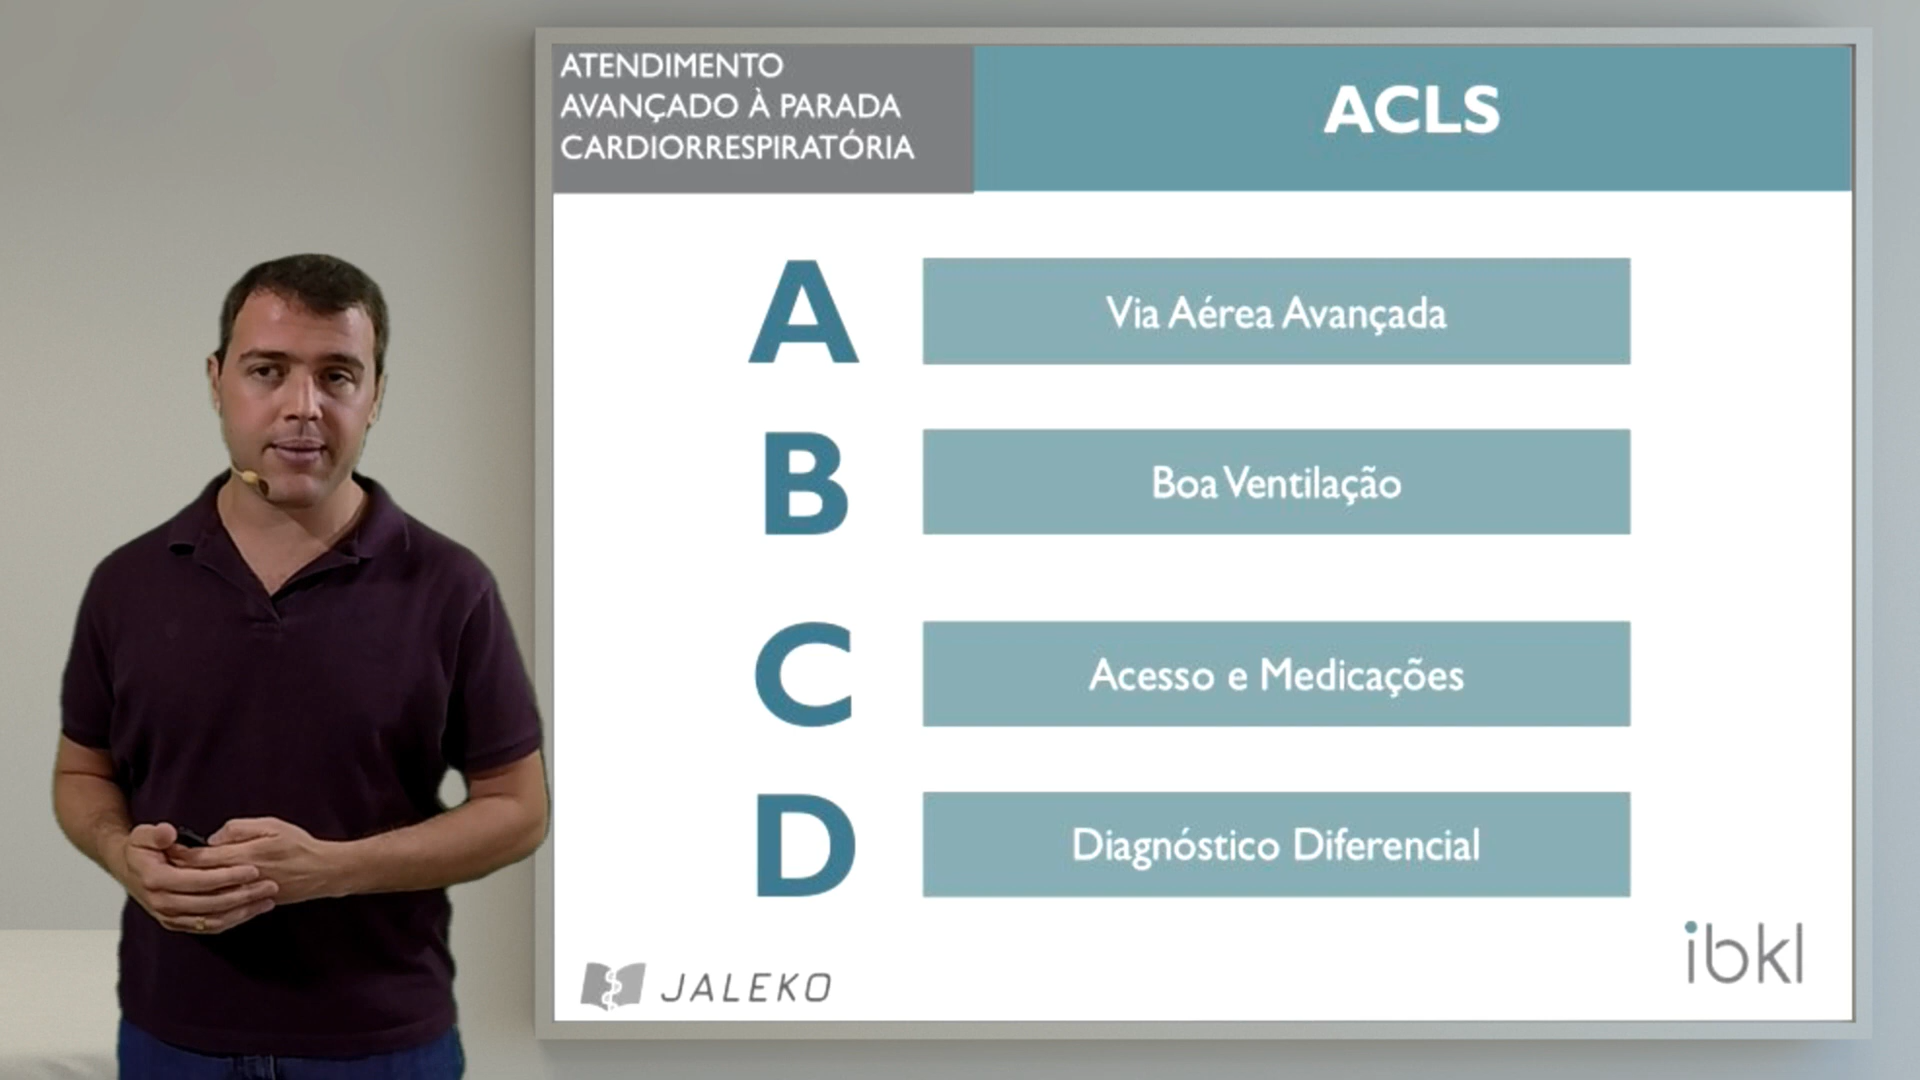 ATENDIMENTO
AVANÇADO À PARADA
CARDIORRESPIRATÓRIA
ACLS
A
Via Aérea Avançada
B
Boa Ventilação
C
Acesso e Medicações
D
Diagnóstico Diferencial
JALEKO
ibkl